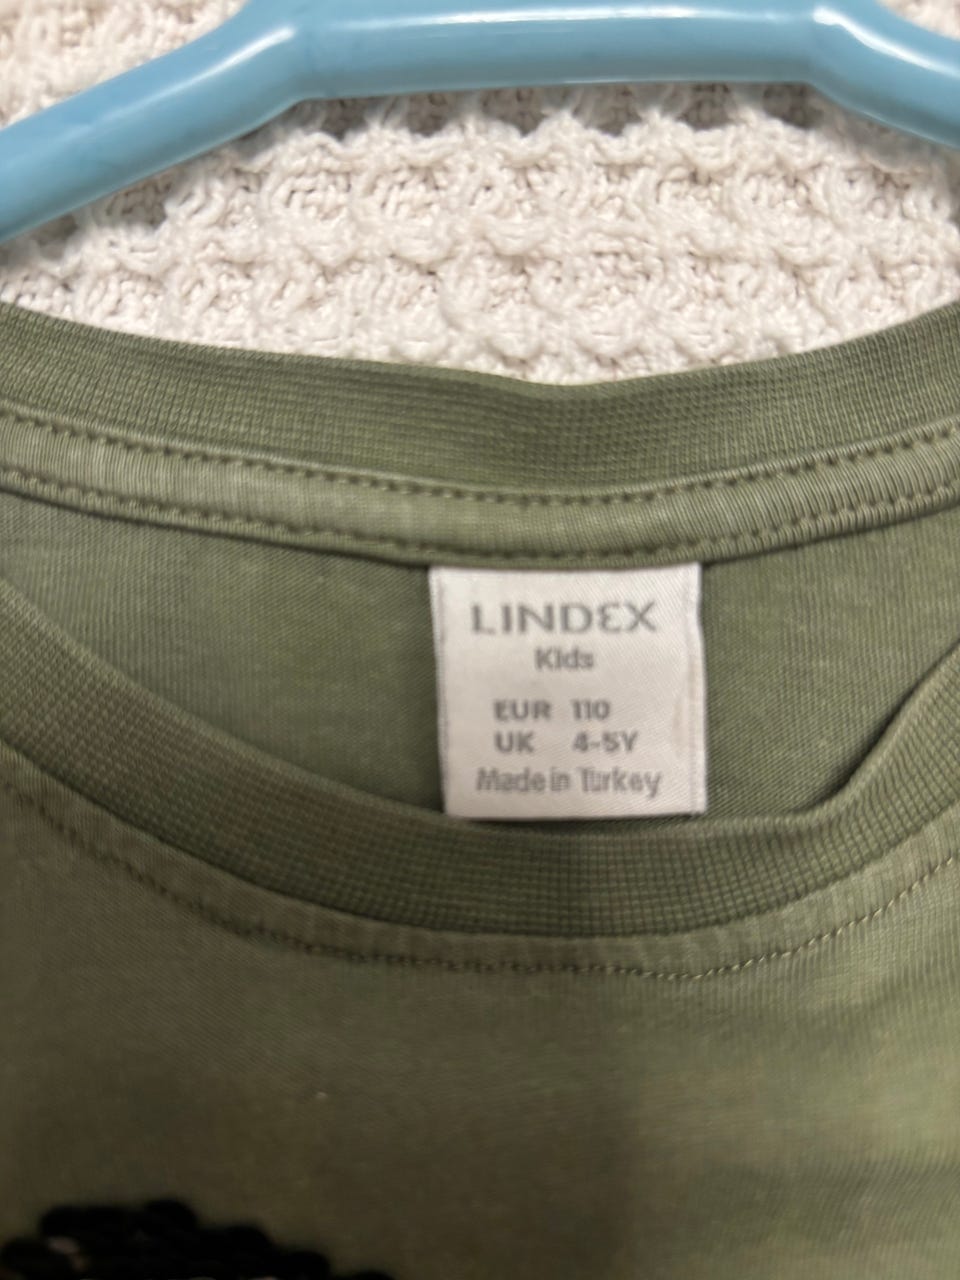 LINDEX
Kids
EUR 110
UK 4-5Y
Made in Turkey